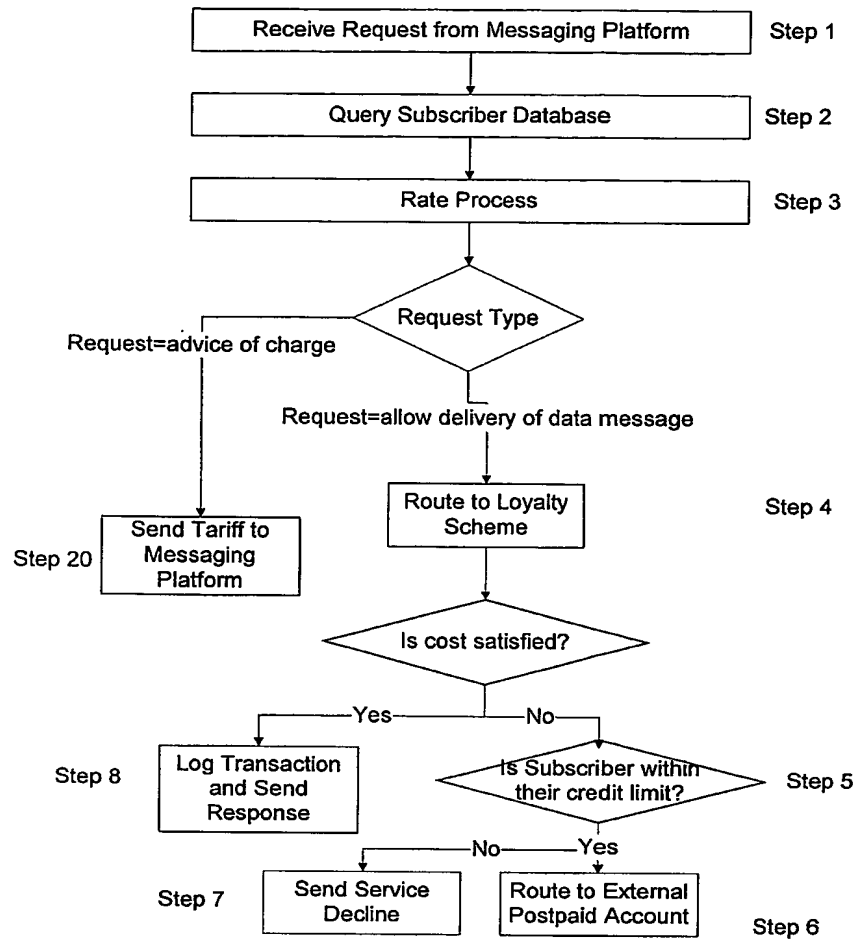 Receive Request from Messaging Platform
Step 1
Query Subscriber Database
Step 2
Rate Process
Step 3
Request Type
Request=advice of charge
Request=allow delivery of data message
Route to Loyalty
Scheme
Step 4
Send Tariff to
Messaging
Platform
Step 20
Is cost satisfied?
Yes
No
Step 8
Log Transaction
and Send
Response
Is Subscriber within
their credit limit?
Step 5
No
Yes
Step 7
Send Service
Decline
Route to External
Postpaid Account
Step 6